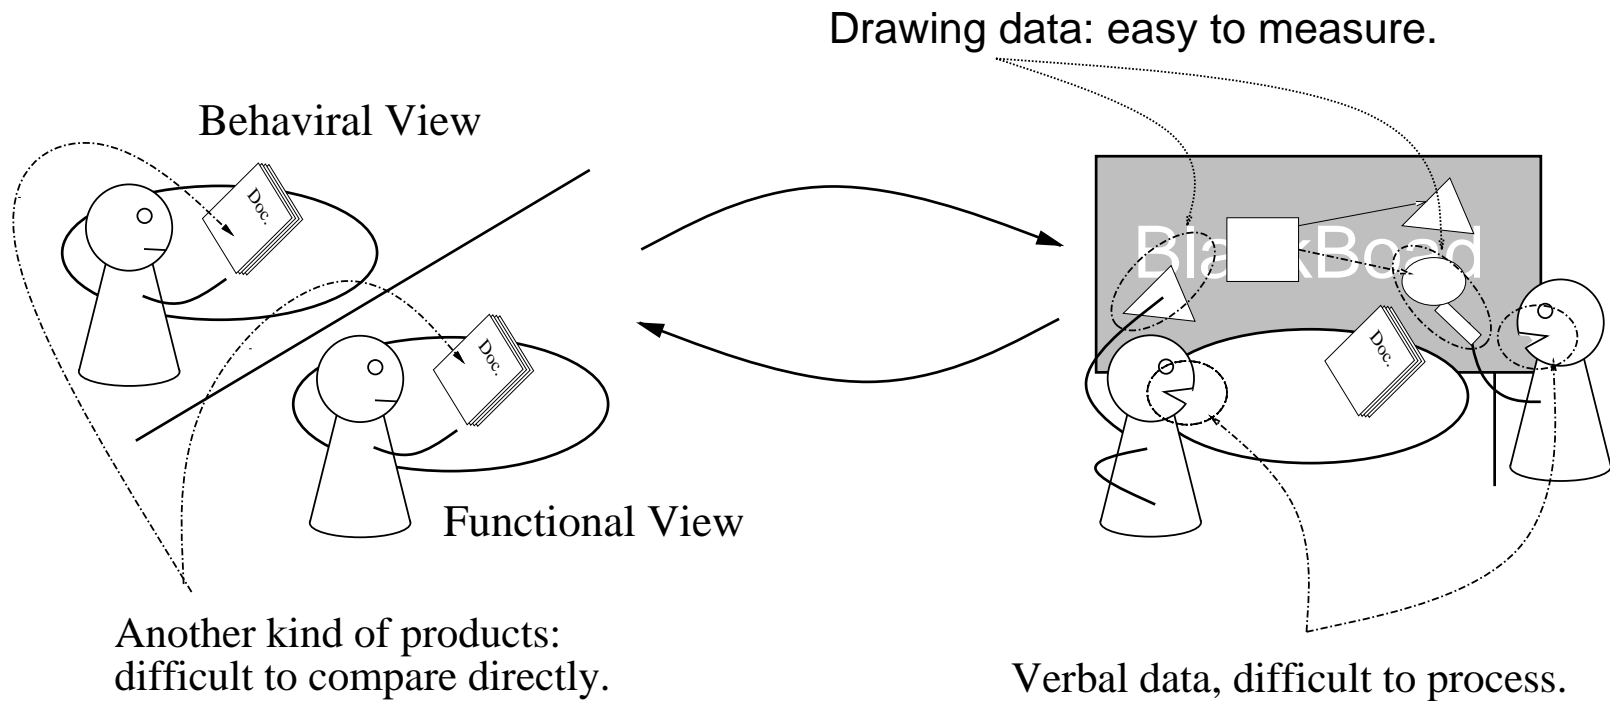 Drawing data: easy to measure.
Behaviral View
Doc.
BlackBoad
Doc.
Doc.
Functional View
Another kind of products:
difficult to compare directly.
Verbal data, difficult to process.